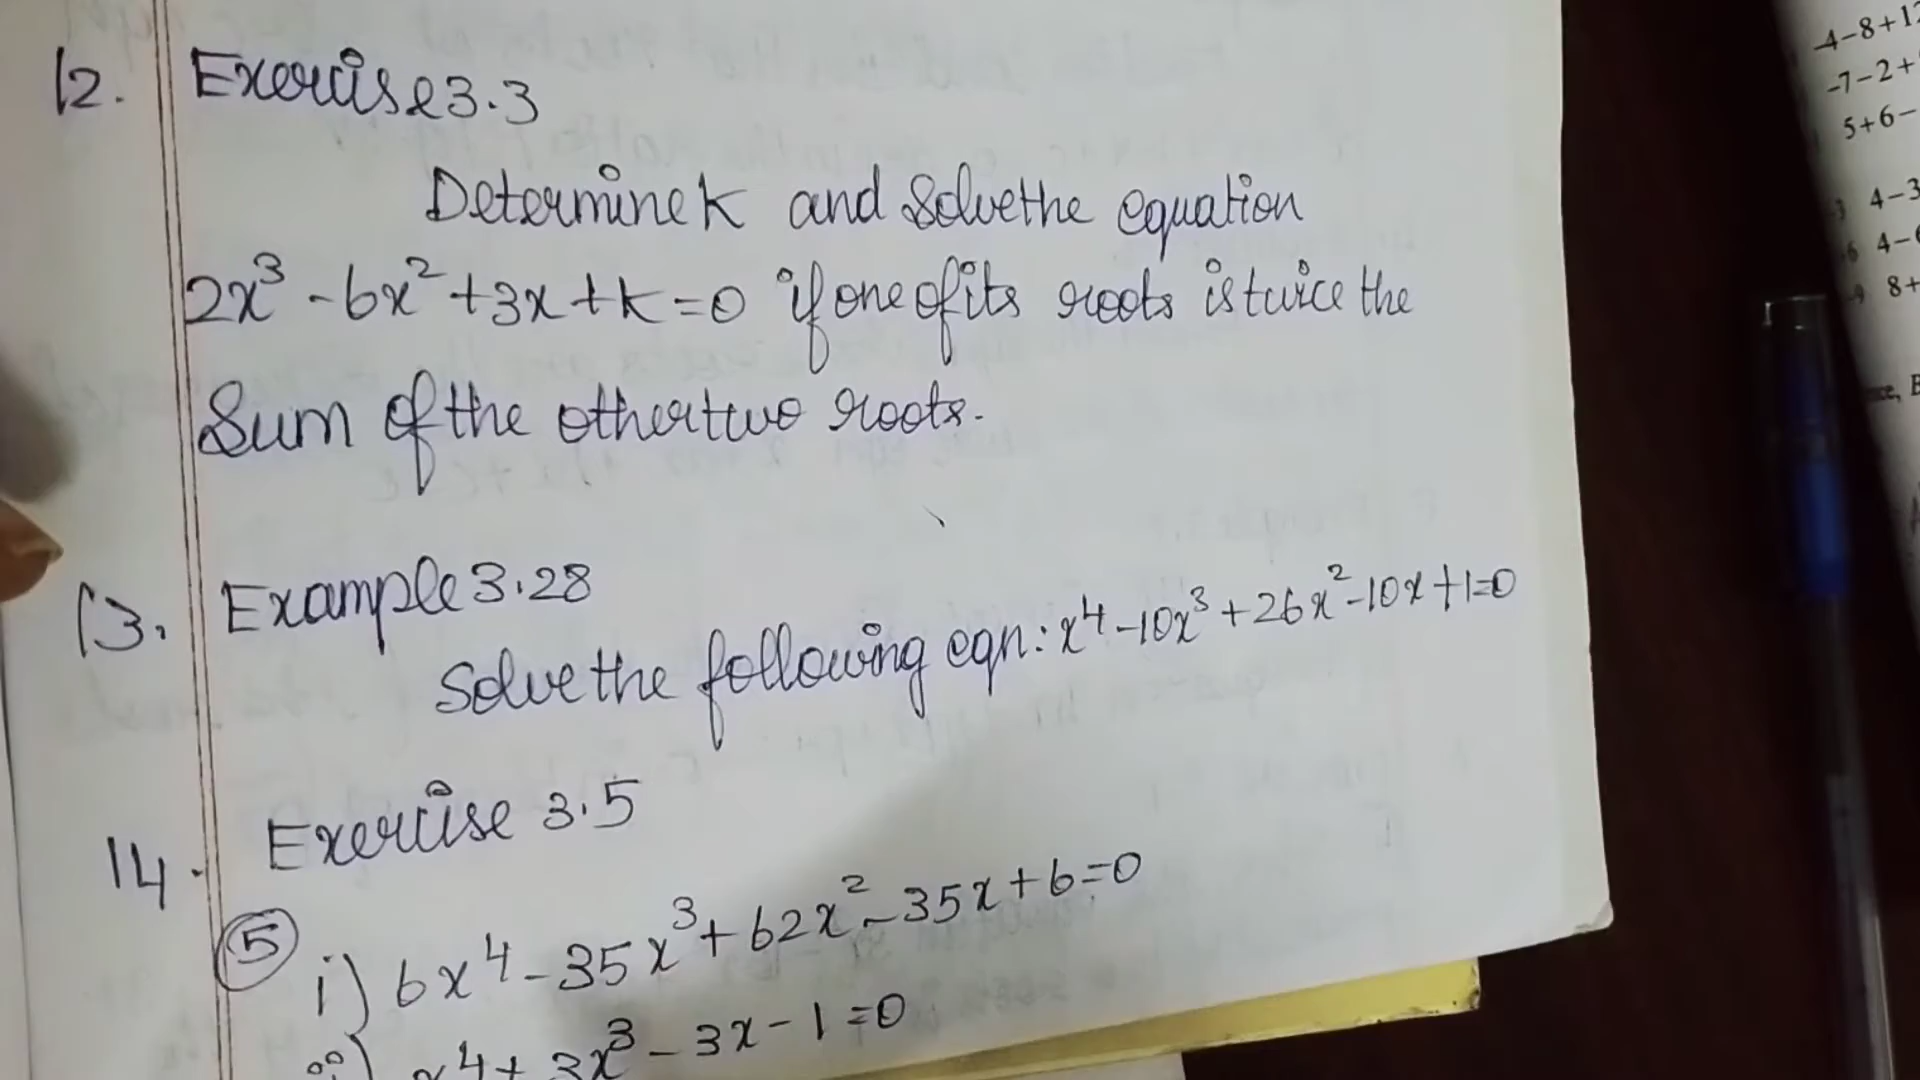 12. Exercise 3.3
Determine k and Solve the equation
2x³ - 6x² + 3x + k = 0 if one of its roots is twice the
Sum of the other two roots.
13. Example 3.28
Solve the following eqn: x⁴ - 10x³ + 26x² - 10x + 1 = 0
14. Exercise 3.5
⑤ i) 6x⁴ - 35x³ + 62x² - 35x + 6 = 0
ii) x⁴ + 3x³ - 3x - 1 = 0
-4-8+12
-7-2+
5+6-
4-3
4-6
8+